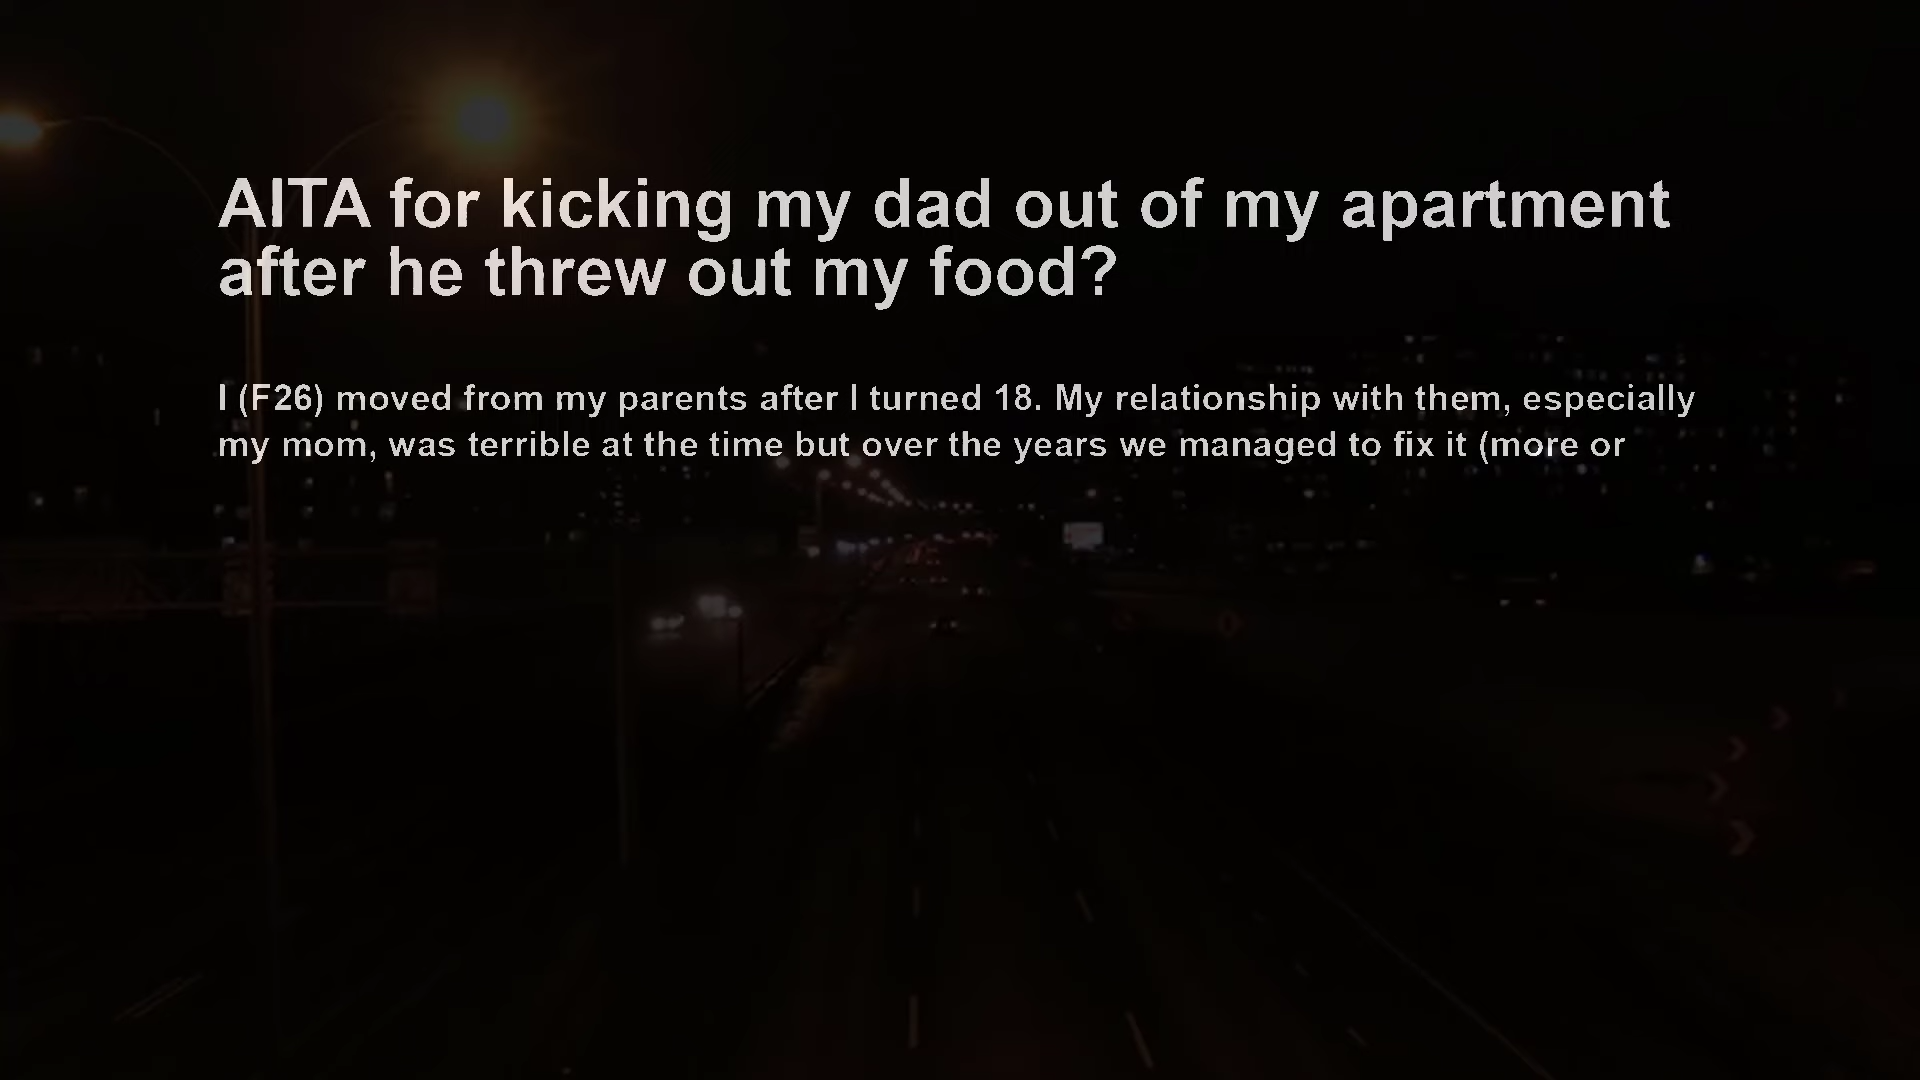 AITA for kicking my dad out of my apartment
after he threw out my food?
I (F26) moved from my parents after I turned 18. My relationship with them, especially
my mom, was terrible at the time but over the years we managed to fix it (more or